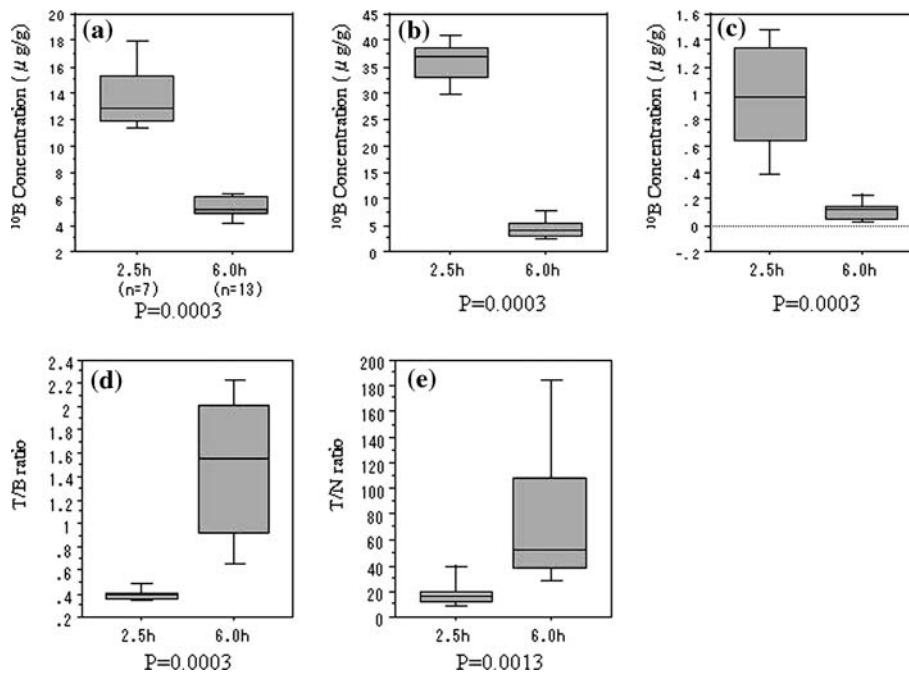 (a)
¹⁰B Concentration ( μ g/g)
20
18
16
14
12
10
8
6
4
2
2.5h
6.0h
(n=7)
(n=13)
P=0.0003
(b)
¹⁰B Concentration ( μ g/g)
45
40
35
30
25
20
15
10
5
0
2.5h
6.0h
P=0.0003
(c)
¹⁰B Concentration ( μ g/g)
1.6
1.4
1.2
1
.8
.6
.4
.2
0
-.2
2.5h
6.0h
P=0.0003
(d)
T/B ratio
2.4
2.2
2
1.8
1.6
1.4
1.2
1
.8
.6
.4
.2
2.5h
6.0h
P=0.0003
(e)
T/N ratio
200
180
160
140
120
100
80
60
40
20
0
2.5h
6.0h
P=0.0013